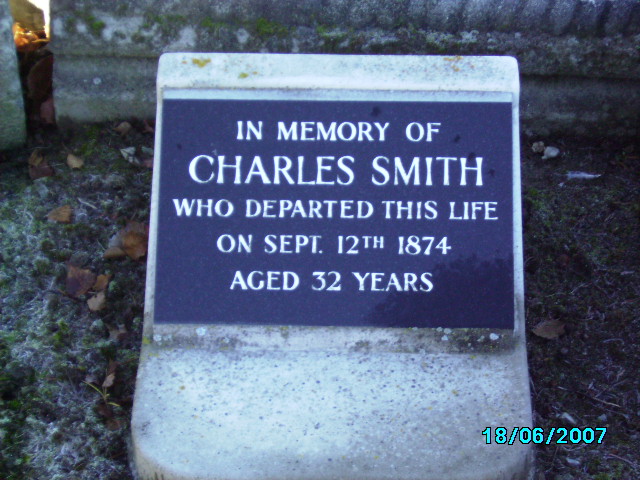 IN MEMORY OF
CHARLES SMITH
WHO DEPARTED THIS LIFE
ON SEPT. 12TH 1874
AGED 32 YEARS
18/06/2007